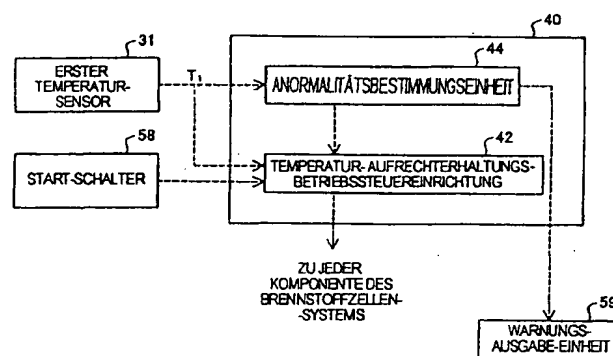 40
31
ERSTER
TEMPERATUR-
SENSOR
T1
44
ANORMALITÄTSBESTIMMUNGSEINHEIT
58
START-SCHALTER
42
TEMPERATUR-AUFRECHTERHALTUNGS-
BETRIEBSSTEUEREINRICHTUNG
ZU JEDER
KOMPONENTE DES
BRENNSTOFFZELLEN-
-SYSTEMS
59
WARNUNGS-
AUSGABE-EINHEIT